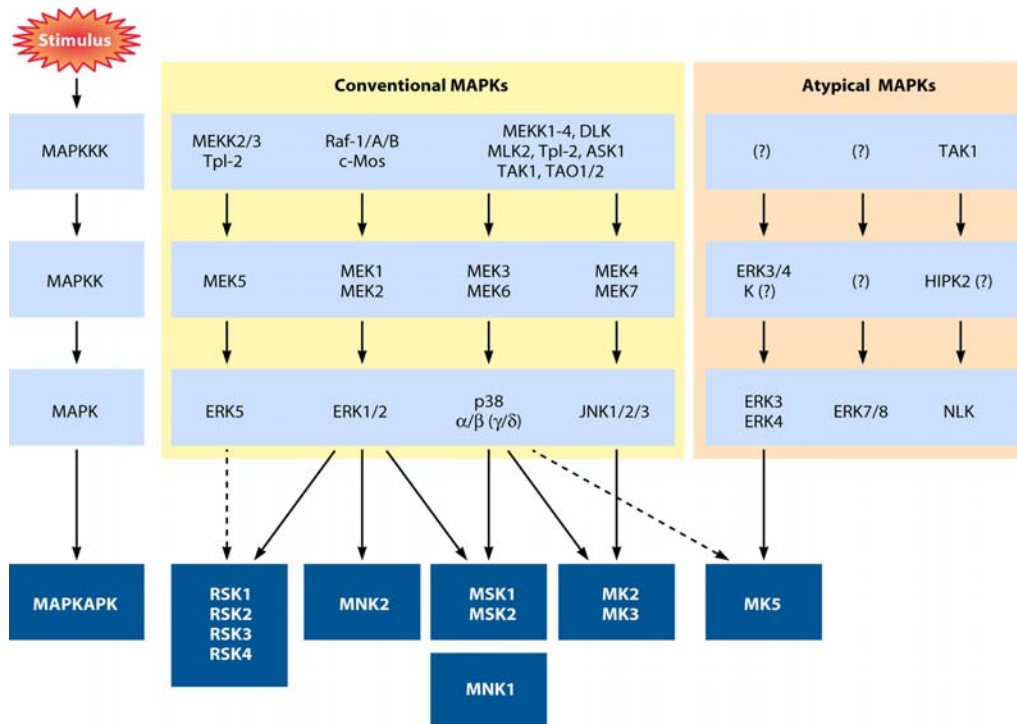 Stimulus
Conventional MAPKs
Atypical MAPKs
MAPKKK
MEKK2/3
Tpl-2
Raf-1/A/B
c-Mos
MEKK1-4, DLK
MLK2, Tpl-2, ASK1
TAK1, TAO1/2
(?)
(?)
TAK1
MAPKK
MEK5
MEK1
MEK2
MEK3
MEK6
MEK4
MEK7
ERK3/4
K (?)
(?)
HIPK2 (?)
MAPK
ERK5
ERK1/2
p38
α/β (γ/δ)
JNK1/2/3
ERK3
ERK4
ERK7/8
NLK
MAPKAPK
RSK1
RSK2
RSK3
RSK4
MNK2
MSK1
MSK2
MK2
MK3
MK5
MNK1